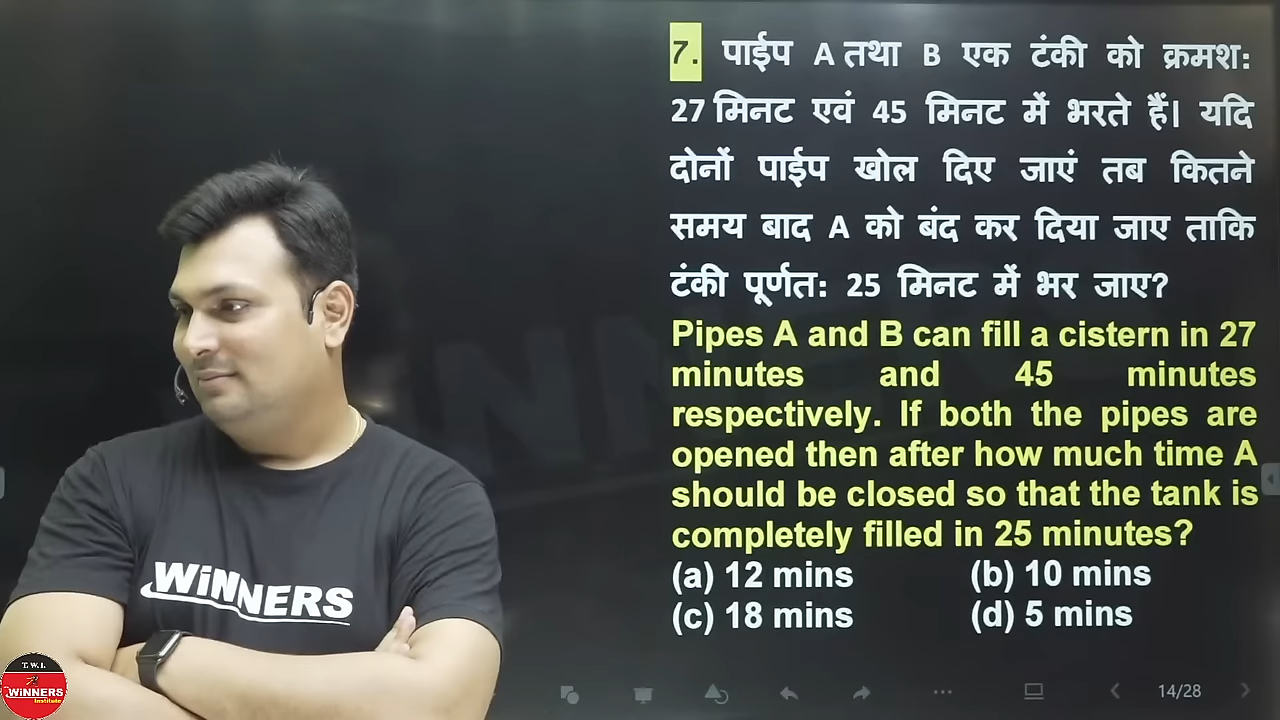 7. पाईप A तथा B एक टंकी को क्रमश:
27 मिनट एवं 45 मिनट में भरते हैं। यदि
दोनों पाईप खोल दिए जाएं तब कितने
समय बाद A को बंद कर दिया जाए ताकि
टंकी पूर्णत: 25 मिनट में भर जाए?
Pipes A and B can fill a cistern in 27
minutes and 45 minutes
respectively. If both the pipes are
opened then after how much time A
should be closed so that the tank is
completely filled in 25 minutes?
(a) 12 mins (b) 10 mins
(c) 18 mins (d) 5 mins
WiNNERS
T.W.I.
WiNNERS
Institute
14/28